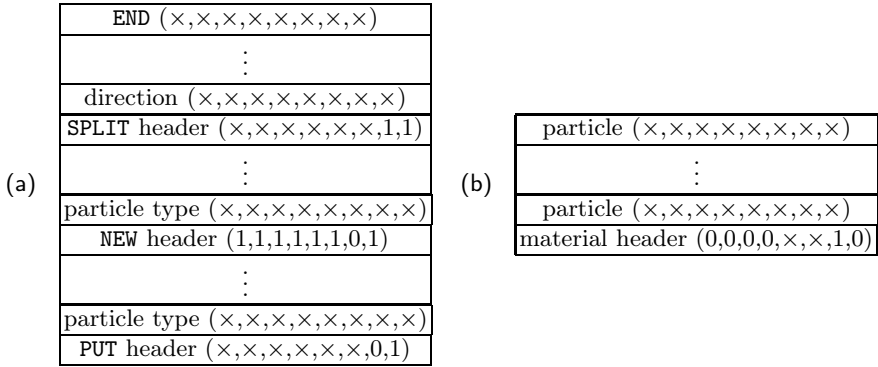 (a)
END (×,×,×,×,×,×,×,×)
⋮
direction (×,×,×,×,×,×,×,×)
SPLIT header (×,×,×,×,×,×,1,1)
⋮
particle type (×,×,×,×,×,×,×,×)
NEW header (1,1,1,1,1,1,0,1)
⋮
particle type (×,×,×,×,×,×,×,×)
PUT header (×,×,×,×,×,×,0,1)
(b)
particle (×,×,×,×,×,×,×,×)
⋮
particle (×,×,×,×,×,×,×,×)
material header (0,0,0,0,×,×,1,0)